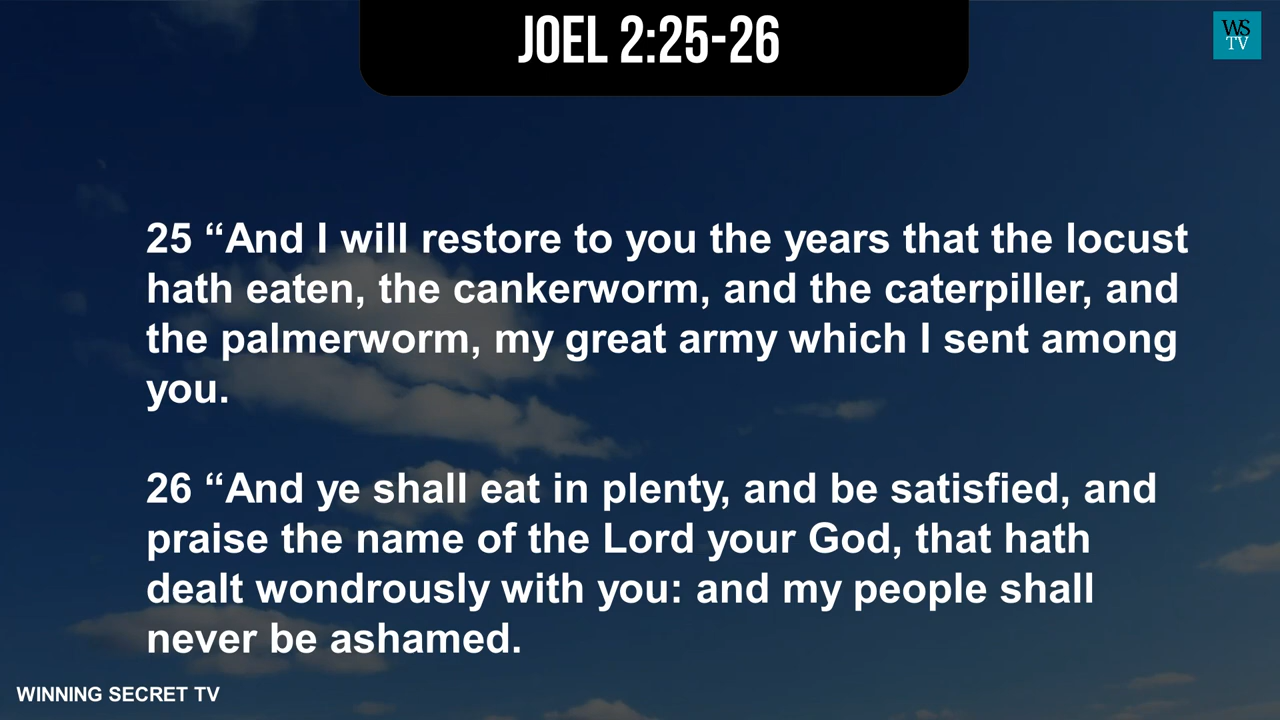 JOEL 2:25-26
WS
TV
25 “And I will restore to you the years that the locust
hath eaten, the cankerworm, and the caterpiller, and
the palmerworm, my great army which I sent among
you.
26 “And ye shall eat in plenty, and be satisfied, and
praise the name of the Lord your God, that hath
dealt wondrously with you: and my people shall
never be ashamed.
WINNING SECRET TV